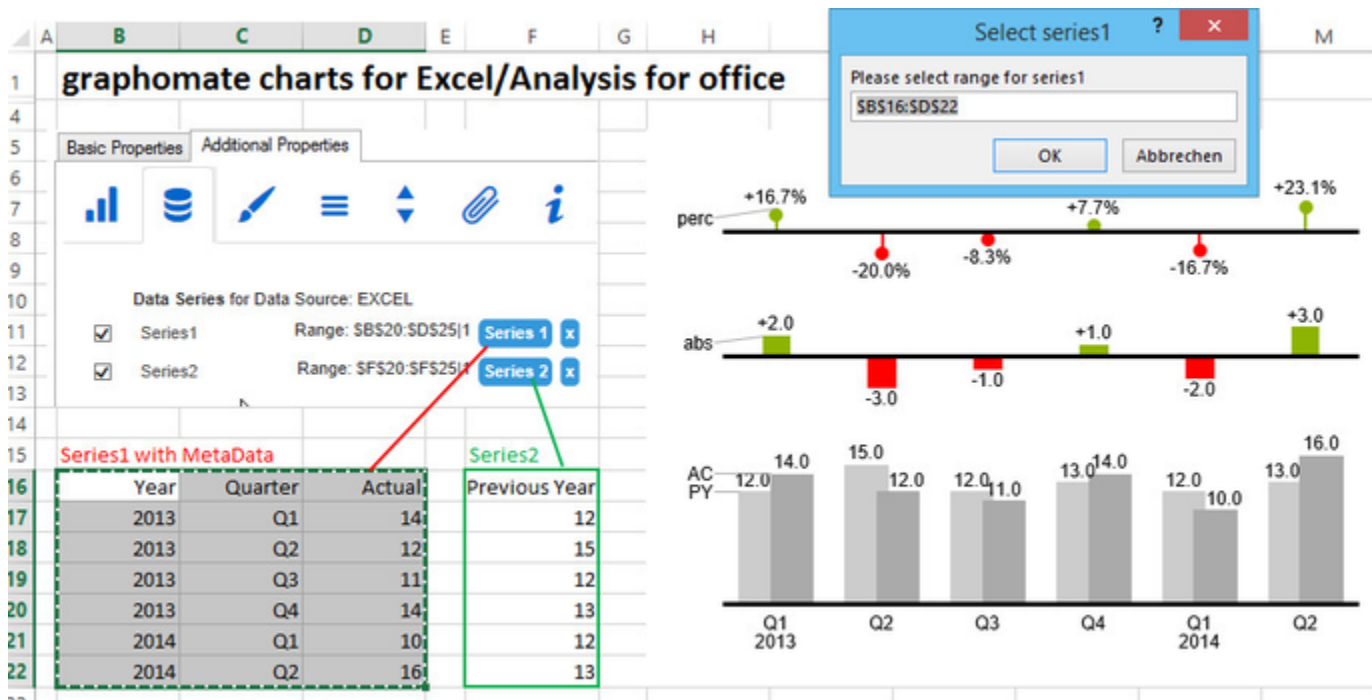 A B C D E F G H M
Select series1 ? ×
1 graphomate charts for Excel/Analysis for office
Please select range for series1
$B$16:$D$22
OK Abbrechen
4
5 Basic Properties Additional Properties
6
7
8
9
10 Data Series for Data Source: EXCEL
11 Series1 Range: $B$20:$D$25|1 Series 1 x
12 Series2 Range: $F$20:$F$25|1 Series 2 x
13
14
15 Series1 with MetaData Series2
16 Year Quarter Actual Previous Year
17 2013 Q1 14 12
18 2013 Q2 12 15
19 2013 Q3 11 12
20 2013 Q4 14 13
21 2014 Q1 10 12
22 2014 Q2 16 13
perc +16.7% -20.0% -8.3% +7.7% -16.7% +23.1%
abs +2.0 -3.0 -1.0 +1.0 -2.0 +3.0
AC
PY
12.0 14.0 15.0 12.0 12.0 11.0 13.0 14.0 12.0 10.0 13.0 16.0
Q1 Q2 Q3 Q4 Q1 Q2
2013 2014